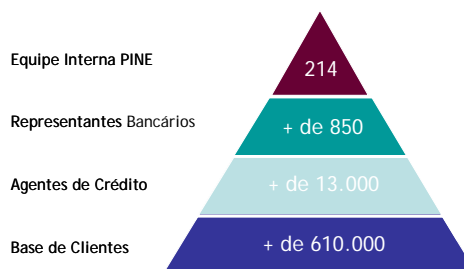 Equipe Interna PINE
214
Representantes Bancários
+ de 850
Agentes de Crédito
+ de 13.000
Base de Clientes
+ de 610.000